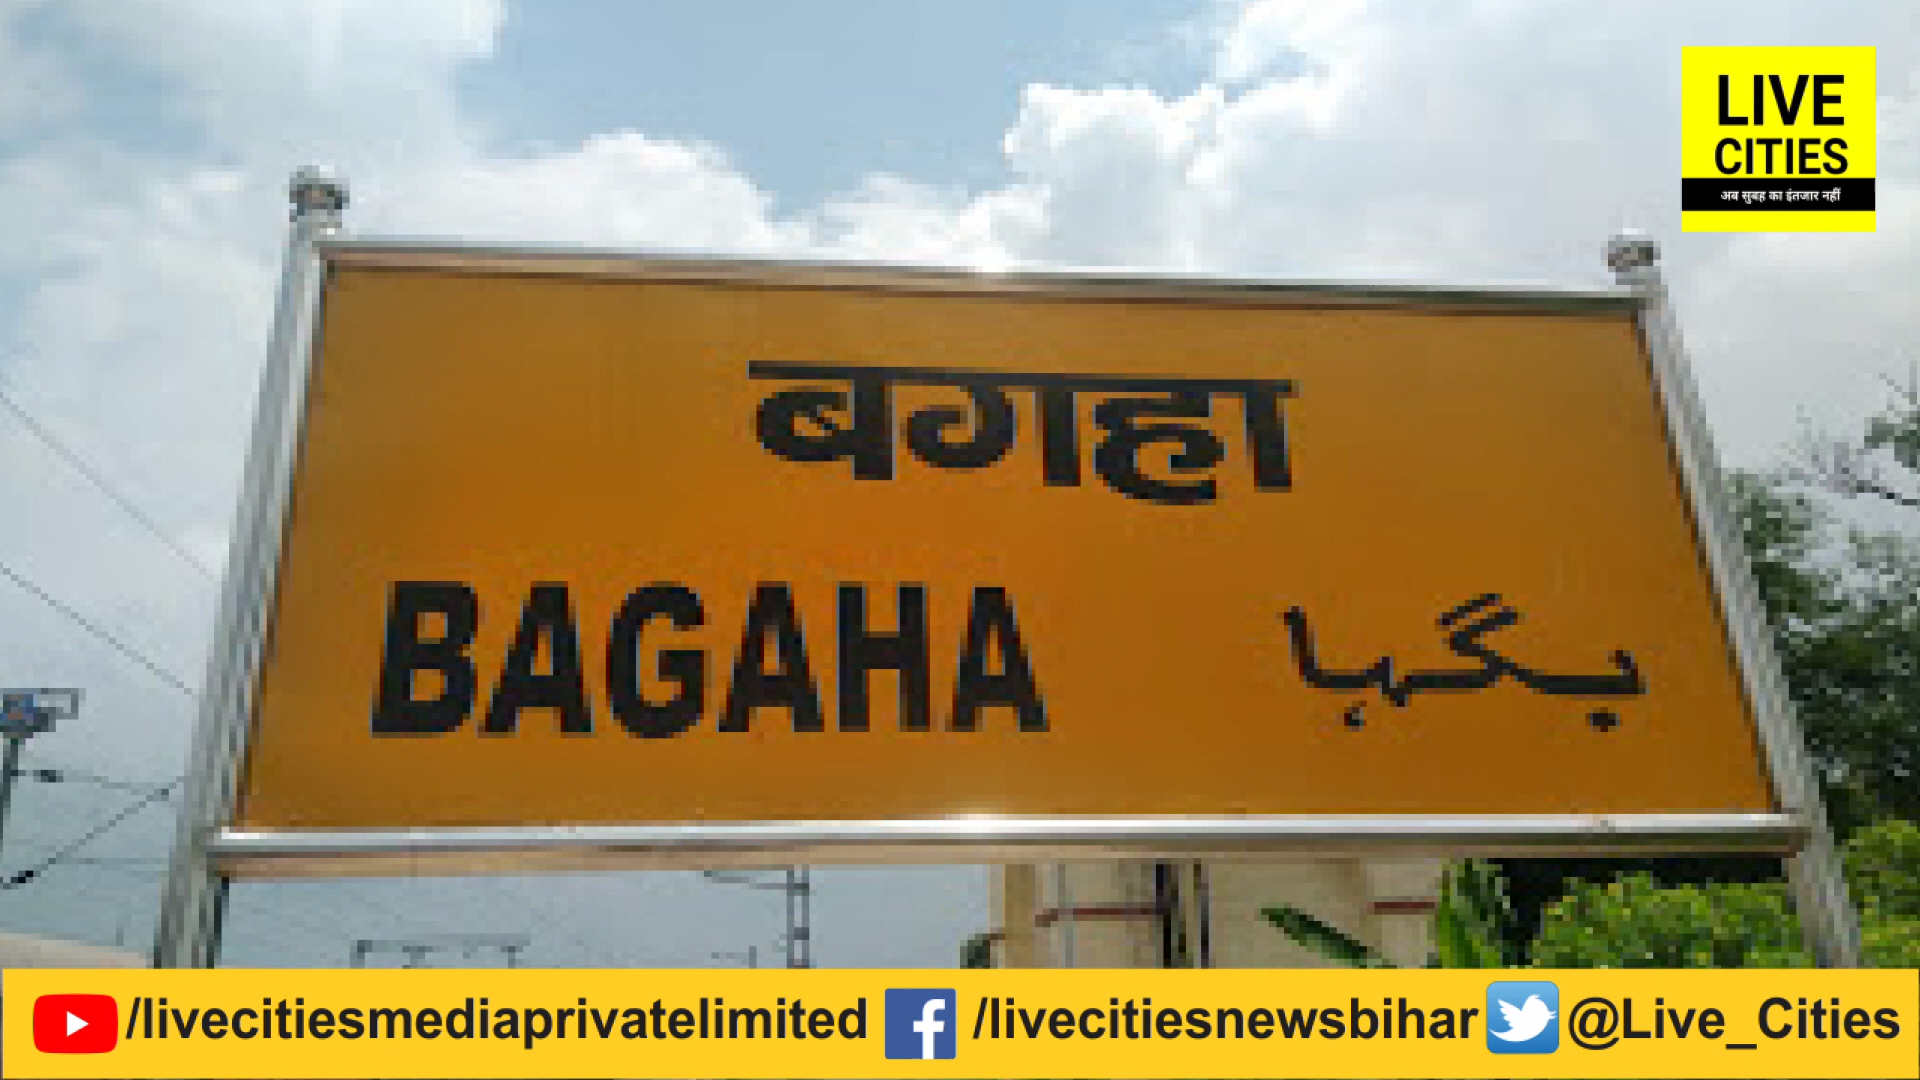 LIVE
CITIES
अब सुबह का इंतजार नहीं
बगहा
BAGAHA بگہا
/livecitiesmediaprivatelimited /livecitiesnewsbihar @Live_Cities